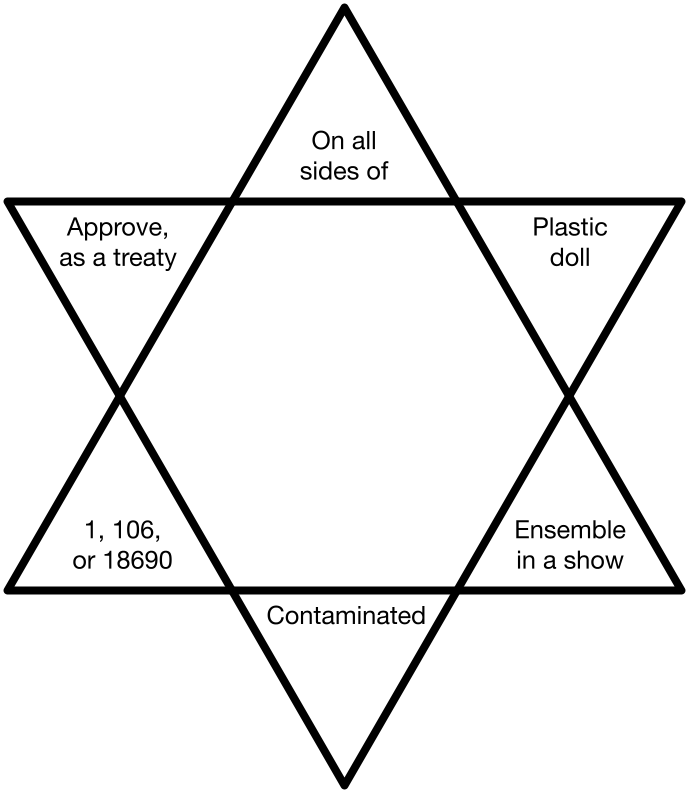 On all
sides of
Approve,
as a treaty
Plastic
doll
1, 106,
or 18690
Ensemble
in a show
Contaminated